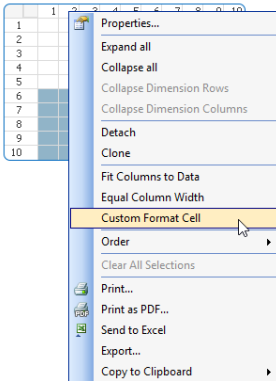 1 2 3 4 5 6 7 8 9 10
1
2
3
4
5
6
7
8
9
10
Properties...
Expand all
Collapse all
Collapse Dimension Rows
Collapse Dimension Columns
Detach
Clone
Fit Columns to Data
Equal Column Width
Custom Format Cell
Order
Clear All Selections
Print...
Print as PDF...
Send to Excel
Export...
Copy to Clipboard